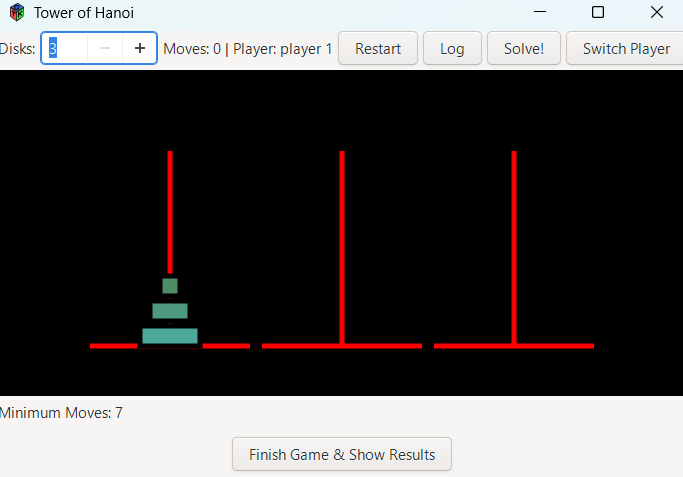 Tower of Hanoi
Disks: 3 − + Moves: 0 | Player: player 1 Restart Log Solve! Switch Player
Minimum Moves: 7
Finish Game & Show Results